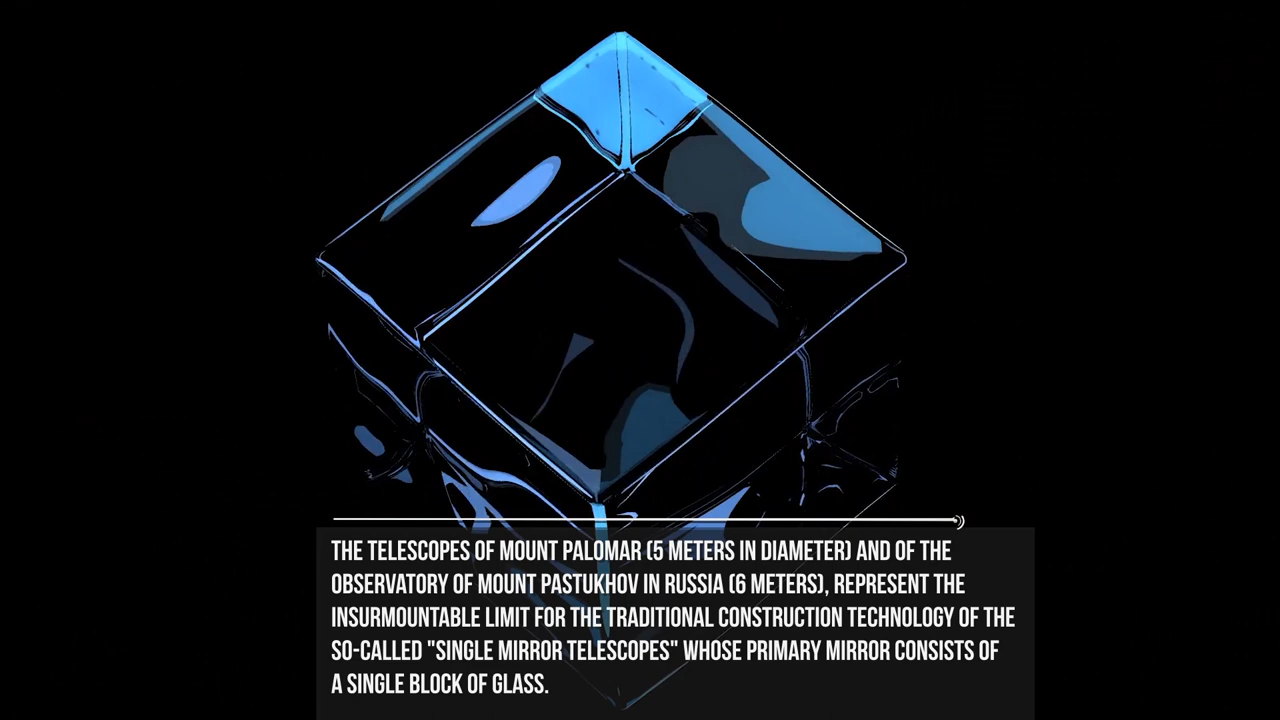 THE TELESCOPES OF MOUNT PALOMAR (5 METERS IN DIAMETER) AND OF THE
OBSERVATORY OF MOUNT PASTUKHOV IN RUSSIA (6 METERS), REPRESENT THE
INSURMOUNTABLE LIMIT FOR THE TRADITIONAL CONSTRUCTION TECHNOLOGY OF THE
SO-CALLED "SINGLE MIRROR TELESCOPES" WHOSE PRIMARY MIRROR CONSISTS OF
A SINGLE BLOCK OF GLASS.